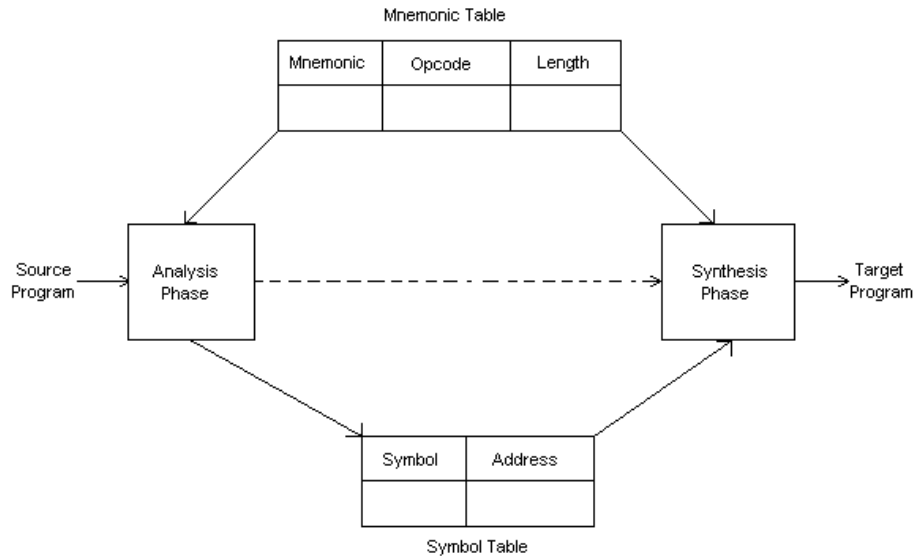 Mnemonic Table
Mnemonic
Opcode
Length
Source
Program
Analysis
Phase
Synthesis
Phase
Target
Program
Symbol
Address
Symbol Table